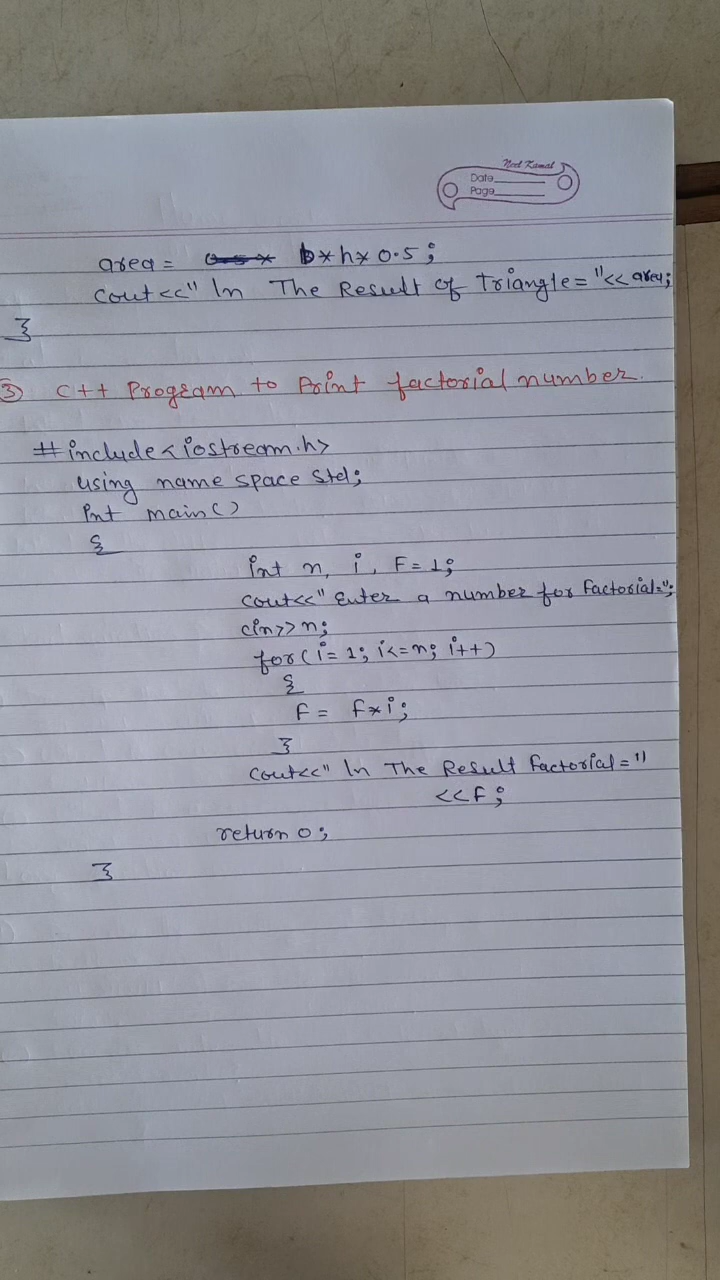 Neel Kamal
Date
Page
area = b*h*0.5;
cout<<" In The Result of Triangle="<<area;
}
③ C++ Program to Print factorial number.
#include<iostream.h>
using name space std;
Int main()
{
int n, i, F=1;
cout<<" Enter a number for Factorial=";
cin>>n;
for(i=1; i<=n; i++)
{
F = F*i;
}
cout<<" In The Result factorial="
<<F;
return 0;
}